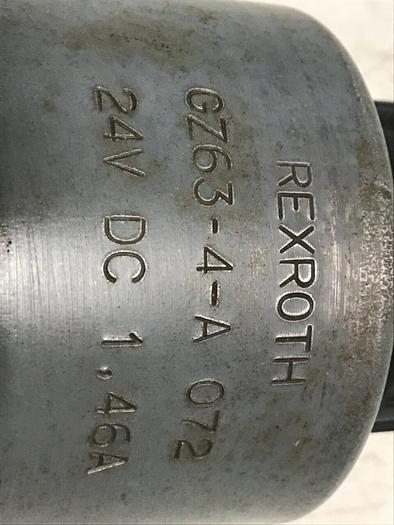 REXROTH
GZ63-4-A 072
24V DC 1,46A